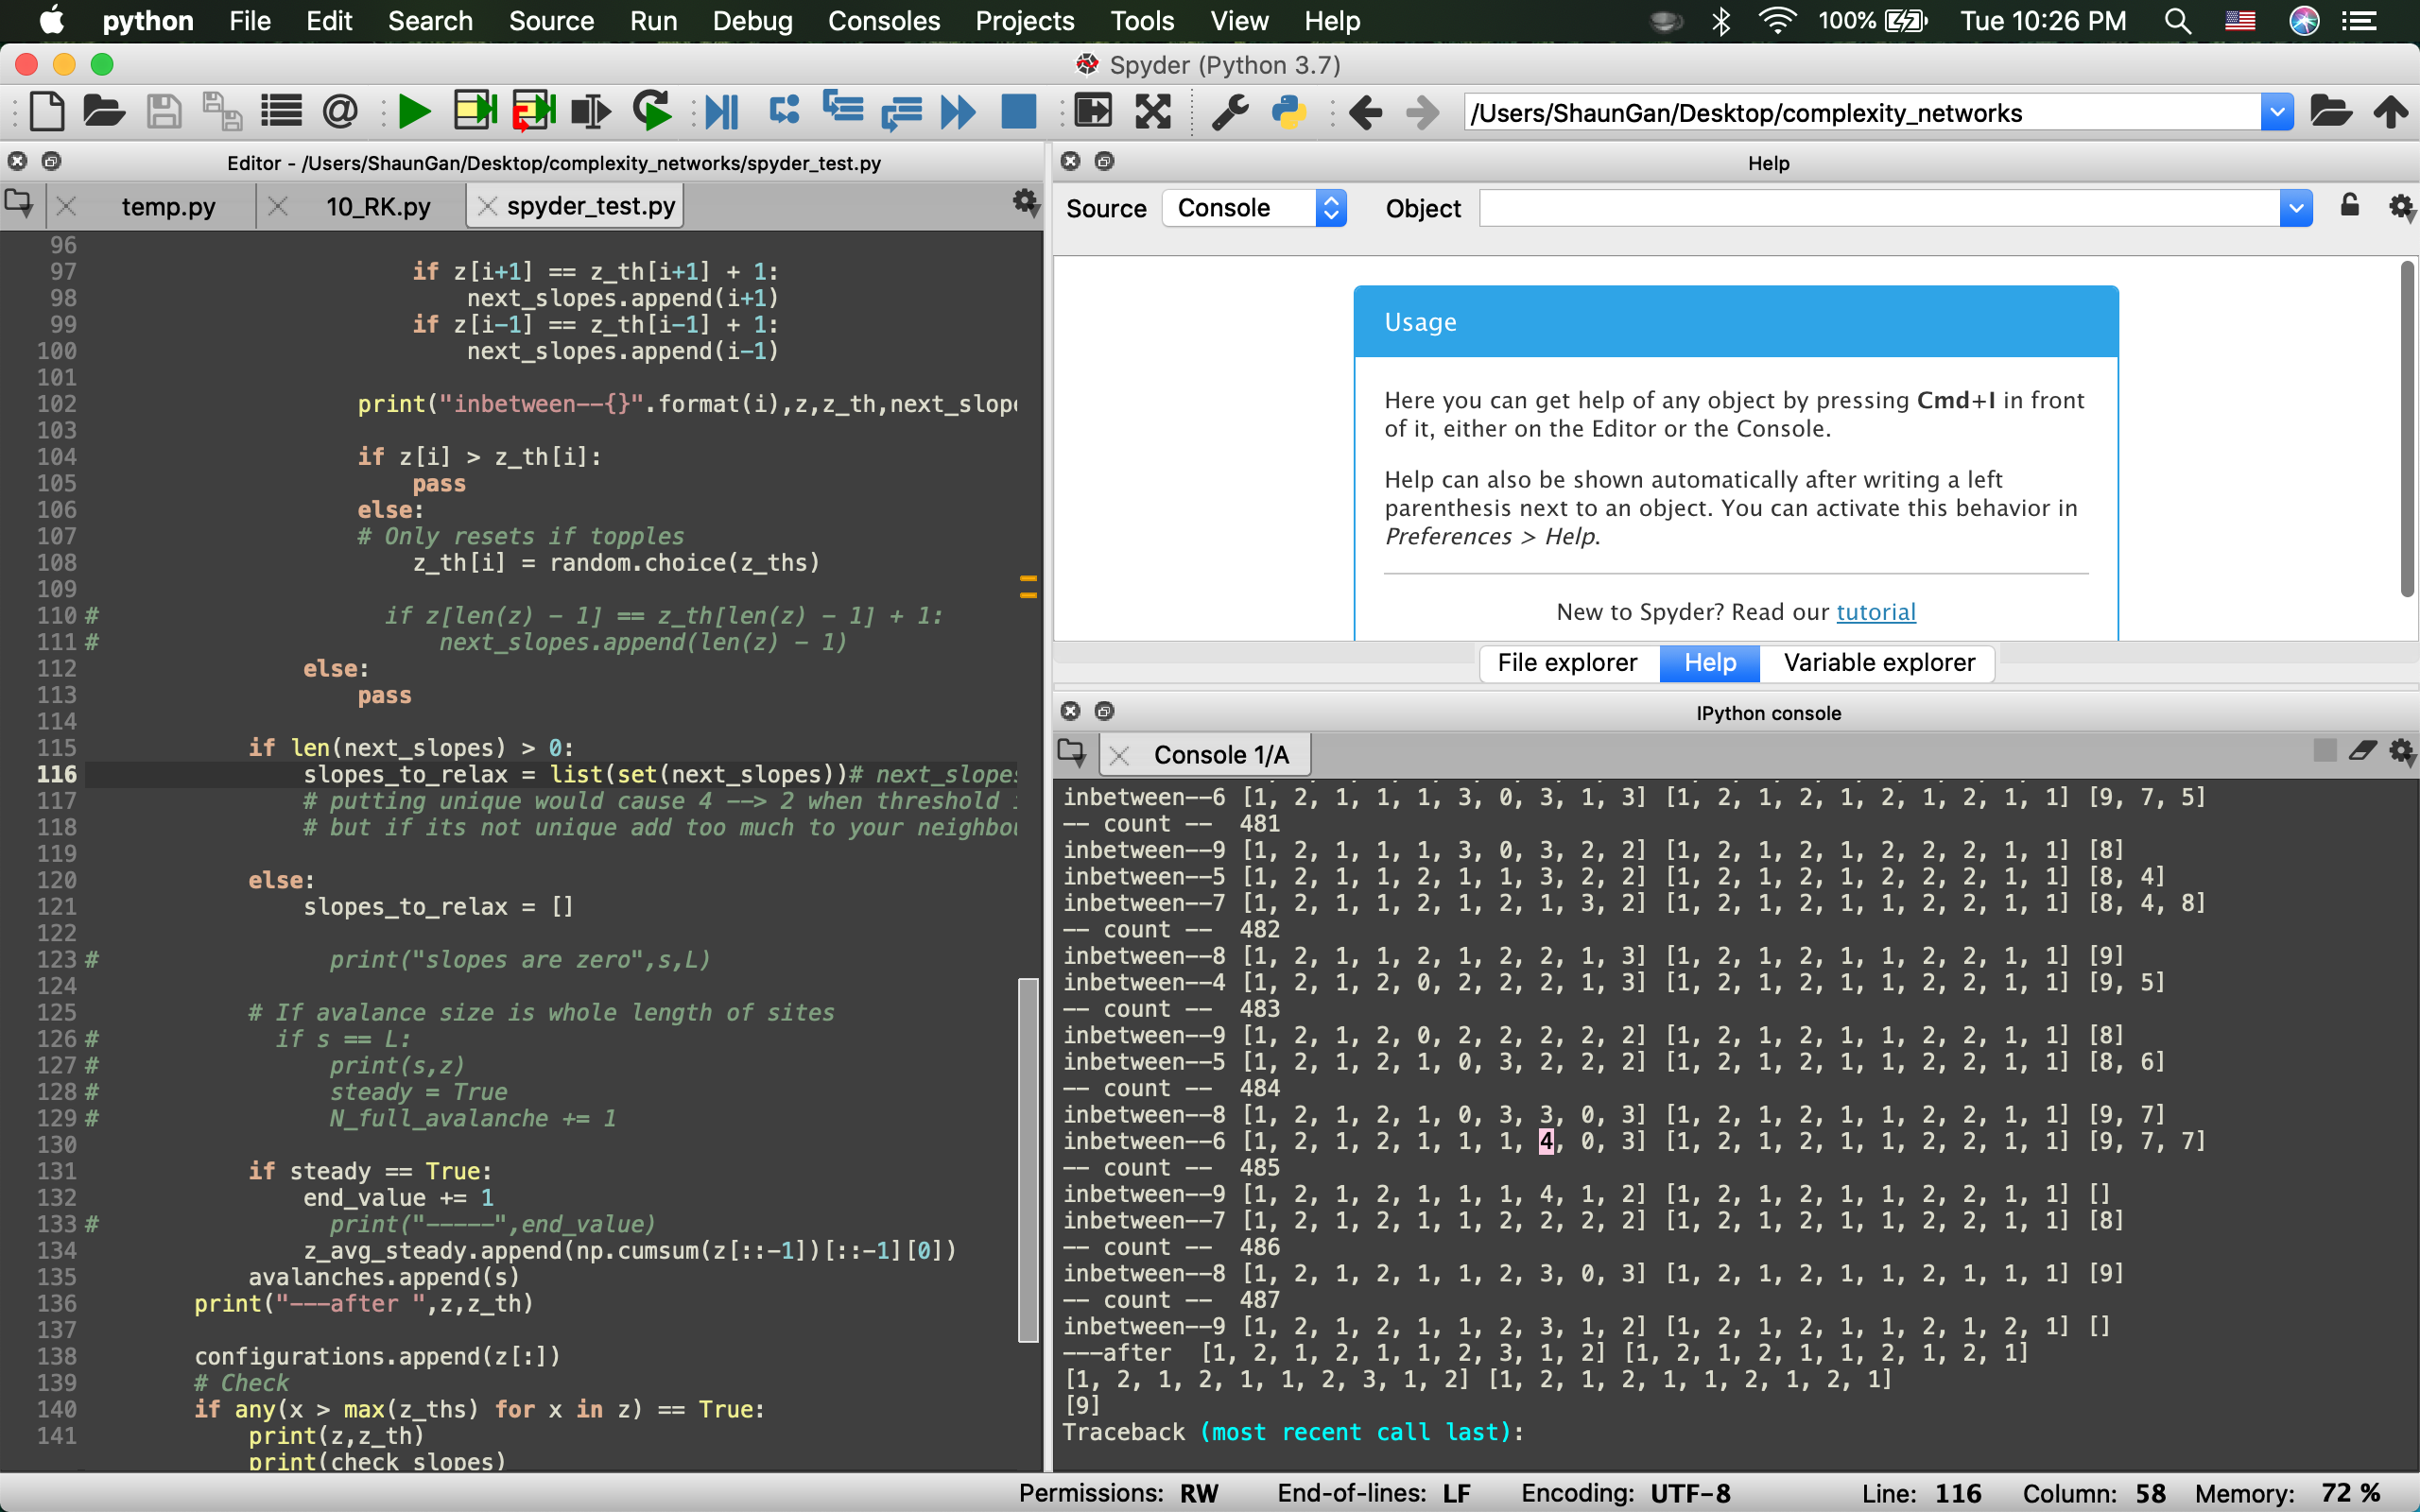 python File Edit Search Source Run Debug Consoles Projects Tools View Help 100% Tue 10:26 PM
Spyder (Python 3.7)
/Users/ShaunGan/Desktop/complexity_networks
Editor - /Users/ShaunGan/Desktop/complexity_networks/spyder_test.py
temp.py 10_RK.py spyder_test.py
96
97 if z[i+1] == z_th[i+1] + 1:
98 next_slopes.append(i+1)
99 if z[i-1] == z_th[i-1] + 1:
100 next_slopes.append(i-1)
101
102 print("inbetween--{}".format(i),z,z_th,next_slope
103
104 if z[i] > z_th[i]:
105 pass
106 else:
107 # Only resets if topples
108 z_th[i] = random.choice(z_ths)
109
110 # if z[len(z) - 1] == z_th[len(z) - 1] + 1:
111 # next_slopes.append(len(z) - 1)
112 else:
113 pass
114
115 if len(next_slopes) > 0:
116 slopes_to_relax = list(set(next_slopes))# next_slopes
117 # putting unique would cause 4 --> 2 when threshold
118 # but if its not unique add too much to your neighbou
119
120 else:
121 slopes_to_relax = []
122
123 # print("slopes are zero",s,L)
124
125 # If avalance size is whole length of sites
126 # if s == L:
127 # print(s,z)
128 # steady = True
129 # N_full_avalanche += 1
130
131 if steady == True:
132 end_value += 1
133 # print("-----",end_value)
134 z_avg_steady.append(np.cumsum(z[::-1])[::-1][0])
135 avalanches.append(s)
136 print("---after ",z,z_th)
137
138 configurations.append(z[:])
139 # Check
140 if any(x > max(z_ths) for x in z) == True:
141 print(z,z_th)
print(check_slopes)
Help
Source Console Object
Usage
Here you can get help of any object by pressing Cmd+I in front
of it, either on the Editor or the Console.
Help can also be shown automatically after writing a left
parenthesis next to an object. You can activate this behavior in
Preferences > Help.
New to Spyder? Read our tutorial
File explorer Help Variable explorer
IPython console
Console 1/A
inbetween--6 [1, 2, 1, 1, 1, 3, 0, 3, 1, 3] [1, 2, 1, 2, 1, 2, 1, 2, 1, 1] [9, 7, 5]
-- count -- 481
inbetween--9 [1, 2, 1, 1, 1, 3, 0, 3, 2, 2] [1, 2, 1, 2, 1, 2, 2, 2, 1, 1] [8]
inbetween--5 [1, 2, 1, 1, 2, 1, 1, 3, 2, 2] [1, 2, 1, 2, 1, 2, 2, 2, 1, 1] [8, 4]
inbetween--7 [1, 2, 1, 1, 2, 1, 2, 1, 3, 2] [1, 2, 1, 2, 1, 1, 2, 2, 1, 1] [8, 4, 8]
-- count -- 482
inbetween--8 [1, 2, 1, 1, 2, 1, 2, 2, 1, 3] [1, 2, 1, 2, 1, 1, 2, 2, 1, 1] [9]
inbetween--4 [1, 2, 1, 2, 0, 2, 2, 2, 1, 3] [1, 2, 1, 2, 1, 1, 2, 2, 1, 1] [9, 5]
-- count -- 483
inbetween--9 [1, 2, 1, 2, 0, 2, 2, 2, 2, 2] [1, 2, 1, 2, 1, 1, 2, 2, 1, 1] [8]
inbetween--5 [1, 2, 1, 2, 1, 0, 3, 2, 2, 2] [1, 2, 1, 2, 1, 1, 2, 2, 1, 1] [8, 6]
-- count -- 484
inbetween--8 [1, 2, 1, 2, 1, 0, 3, 3, 0, 3] [1, 2, 1, 2, 1, 1, 2, 2, 1, 1] [9, 7]
inbetween--6 [1, 2, 1, 2, 1, 1, 1, 4, 0, 3] [1, 2, 1, 2, 1, 1, 2, 2, 1, 1] [9, 7, 7]
-- count -- 485
inbetween--9 [1, 2, 1, 2, 1, 1, 1, 4, 1, 2] [1, 2, 1, 2, 1, 1, 2, 2, 1, 1] []
inbetween--7 [1, 2, 1, 2, 1, 1, 2, 2, 2, 2] [1, 2, 1, 2, 1, 1, 2, 2, 1, 1] [8]
-- count -- 486
inbetween--8 [1, 2, 1, 2, 1, 1, 2, 3, 0, 3] [1, 2, 1, 2, 1, 1, 2, 1, 1, 1] [9]
-- count -- 487
inbetween--9 [1, 2, 1, 2, 1, 1, 2, 3, 1, 2] [1, 2, 1, 2, 1, 1, 2, 1, 2, 1] []
---after [1, 2, 1, 2, 1, 1, 2, 3, 1, 2] [1, 2, 1, 2, 1, 1, 2, 1, 2, 1]
[1, 2, 1, 2, 1, 1, 2, 3, 1, 2] [1, 2, 1, 2, 1, 1, 2, 1, 2, 1]
[9]
Traceback (most recent call last):
Permissions: RW End-of-lines: LF Encoding: UTF-8 Line: 116 Column: 58 Memory: 72 %